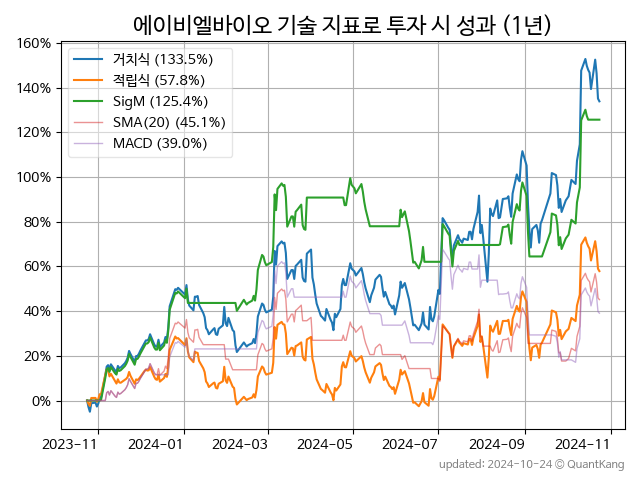 에이비엘바이오 기술 지표로 투자 시 성과 (1년)
160%
140%
120%
100%
80%
60%
40%
20%
0%
거치식 (133.5%)
적립식 (57.8%)
SigM (125.4%)
SMA(20) (45.1%)
MACD (39.0%)
2023-11 2024-01 2024-03 2024-05 2024-07 2024-09 2024-11
updated: 2024-10-24 © QuantKang